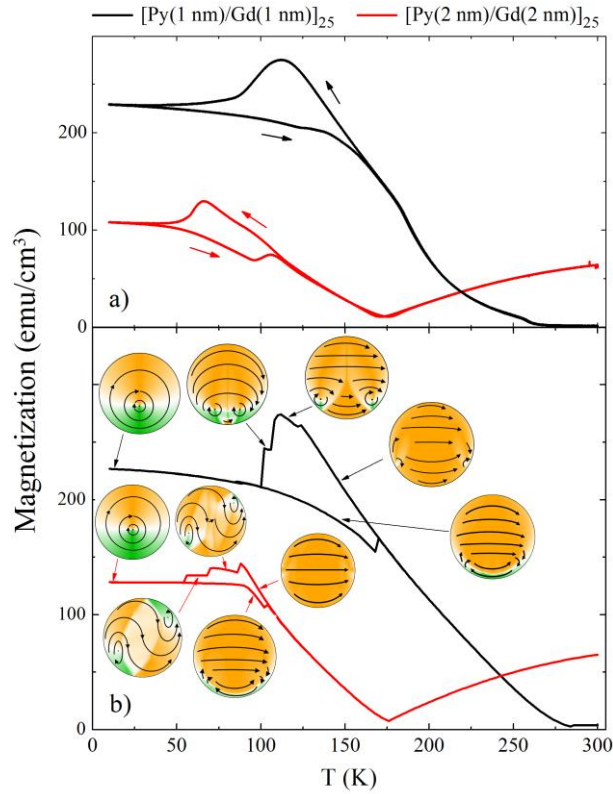 [Py(1 nm)/Gd(1 nm)]25 [Py(2 nm)/Gd(2 nm)]25
Magnetization (emu/cm³)
200
100
0
a)
200
100
0
b)
0 50 100 150 200 250 300
T (K)